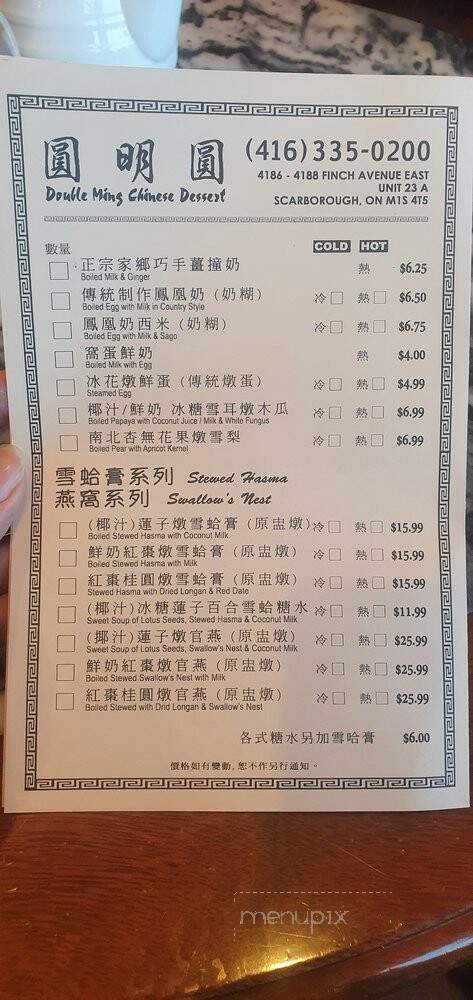 圓 明 圓
Double Ming Chinese Dessert
(416)335-0200
4186 - 4188 FINCH AVENUE EAST
UNIT 23 A
SCARBOROUGH, ON M1S 4T5
數量 COLD HOT
正宗家鄉巧手薑撞奶 熱 $6.25
Boiled Milk & Ginger
傳統制作鳳凰奶 (奶糊) 冷 熱 $6.50
Boiled Egg with Milk in Country Style
鳳凰奶西米 (奶糊) 冷 熱 $6.75
Boiled Egg with Milk & Sago
窩蛋鮮奶 熱 $4.00
Boiled Milk with Egg
冰花燉鮮蛋 (傳統燉蛋) 冷 熱 $4.99
Steamed Egg
椰汁/鮮奶 冰糖雪耳燉木瓜 冷 熱 $6.99
Boiled Papaya with Coconut Juice / Milk & White Fungus
南北杏無花果燉雪梨 冷 熱 $6.99
Boiled Pear with Apricot Kernel
雪蛤膏系列 Stewed Hasma
燕窩系列 Swallow's Nest
(椰汁)蓮子燉雪蛤膏 (原盅燉) 冷 熱 $15.99
Boiled Stewed Hasma with Coconut Milk
鮮奶紅棗燉雪蛤膏 (原盅燉) 冷 熱 $15.99
Boiled Stewed Hasma with Milk
紅棗桂圓燉雪蛤膏 (原盅燉) 冷 熱 $15.99
Stewed Hasma with Dried Longan & Red Date
(椰汁)冰糖蓮子百合雪蛤糖水 冷 熱 $11.99
Sweet Soup of Lotus Seeds, Stewed Hasma & Coconut Milk
(椰汁)蓮子燉官燕 (原盅燉) 冷 熱 $25.99
Sweet Soup of Lotus Seeds, Swallow's Nest & Coconut Milk
鮮奶紅棗燉官燕 (原盅燉) 冷 熱 $25.99
Boiled Stewed Swallow's Nest with Milk
紅棗桂圓燉官燕 (原盅燉) 冷 熱 $25.99
Boiled Stewed with Drid Longan & Swallow's Nest
各式糖水另加雪哈膏 $6.00
價格如有變動，恕不作另行通知。
menupix